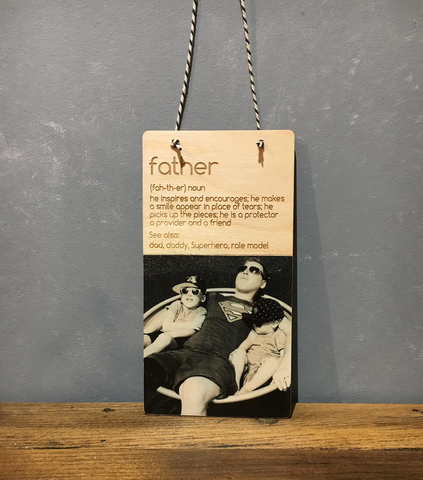 father
(fah-th-er) noun
he inspires and encourages; he makes
a smile appear in place of tears; he
picks up the pieces; he is a protector
a provider and a friend
See also:
dad, daddy, Superhero, role model
S